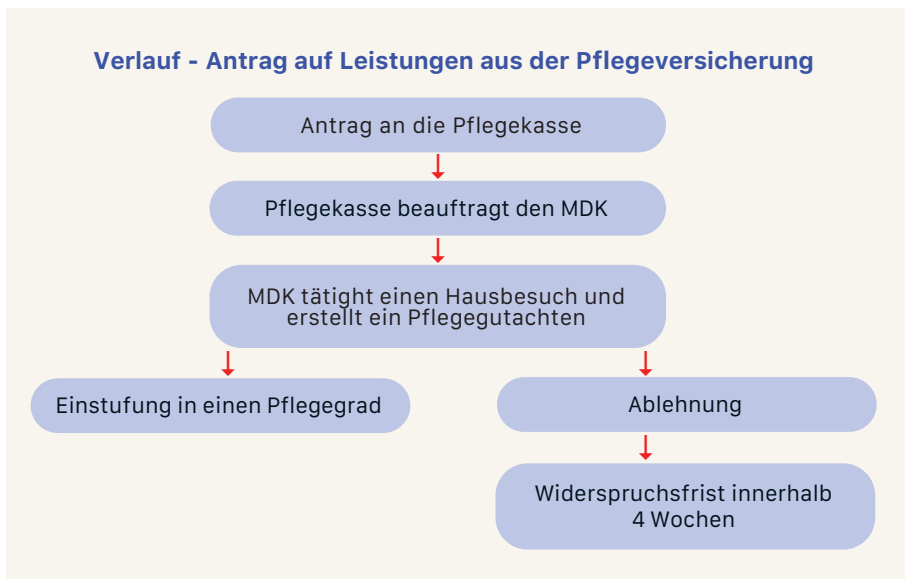 Verlauf - Antrag auf Leistungen aus der Pflegeversicherung
Antrag an die Pflegekasse
Pflegekasse beauftragt den MDK
MDK tätight einen Hausbesuch und
erstellt ein Pflegegutachten
Einstufung in einen Pflegegrad
Ablehnung
Widerspruchsfrist innerhalb
4 Wochen